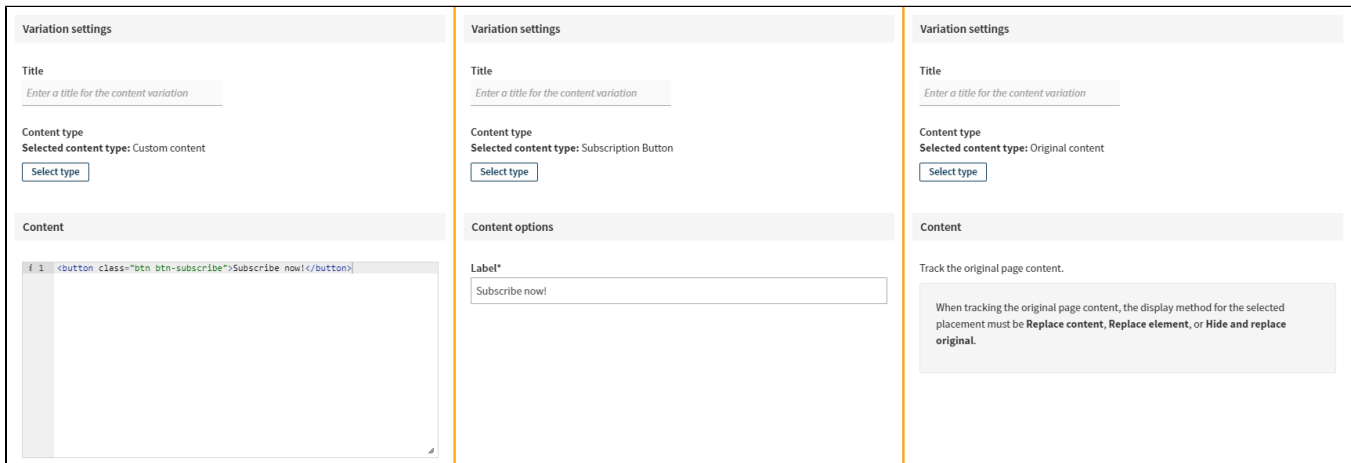 Variation settings
Title
Enter a title for the content variation
Content type
Selected content type: Custom content
Select type
Content
i 1 <button class="btn btn-subscribe">Subscribe now!</button>
Variation settings
Title
Enter a title for the content variation
Content type
Selected content type: Subscription Button
Select type
Content options
Label*
Subscribe now!
Variation settings
Title
Enter a title for the content variation
Content type
Selected content type: Original content
Select type
Content
Track the original page content.
When tracking the original page content, the display method for the selected
placement must be Replace content, Replace element, or Hide and replace
original.